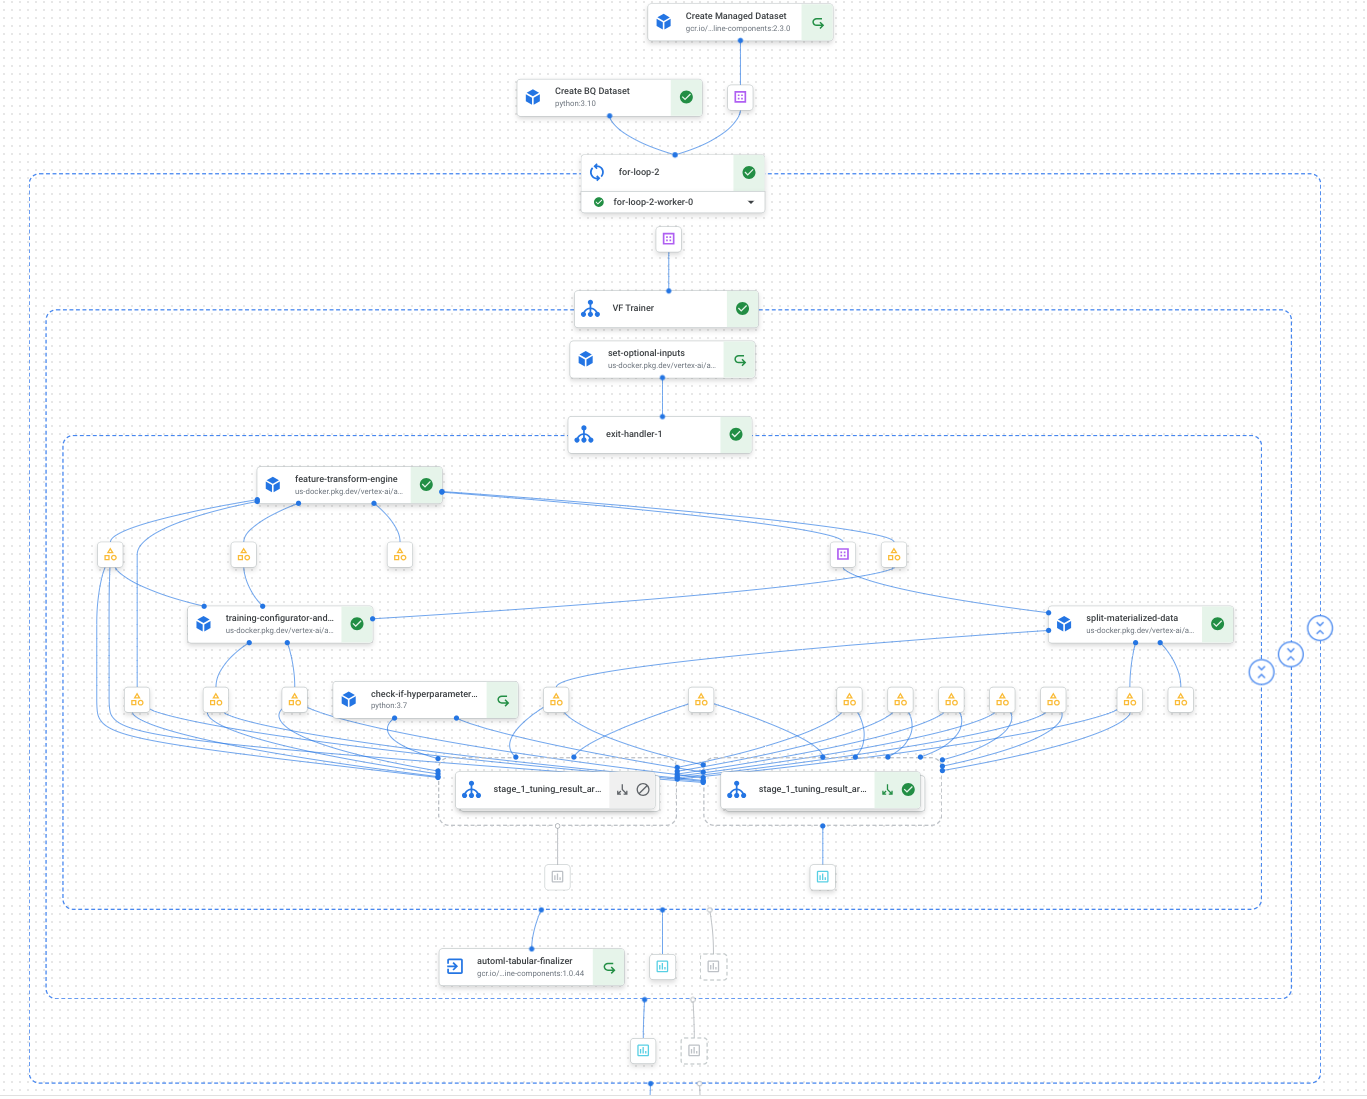 Create Managed Dataset
gcr.io/...line-components:2.3.0
Create BQ Dataset
python:3.10
for-loop-2
for-loop-2-worker-0
VF Trainer
set-optional-inputs
us-docker.pkg.dev/vertex-ai/a...
exit-handler-1
feature-transform-engine
us-docker.pkg.dev/vertex-ai/a...
training-configurator-and...
us-docker.pkg.dev/vertex-ai/a...
split-materialized-data
us-docker.pkg.dev/vertex-ai/a...
check-if-hyperparameter...
python:3.7
stage_1_tuning_result_ar...
stage_1_tuning_result_ar...
automl-tabular-finalizer
gcr.io/...ine-components:1.0.44